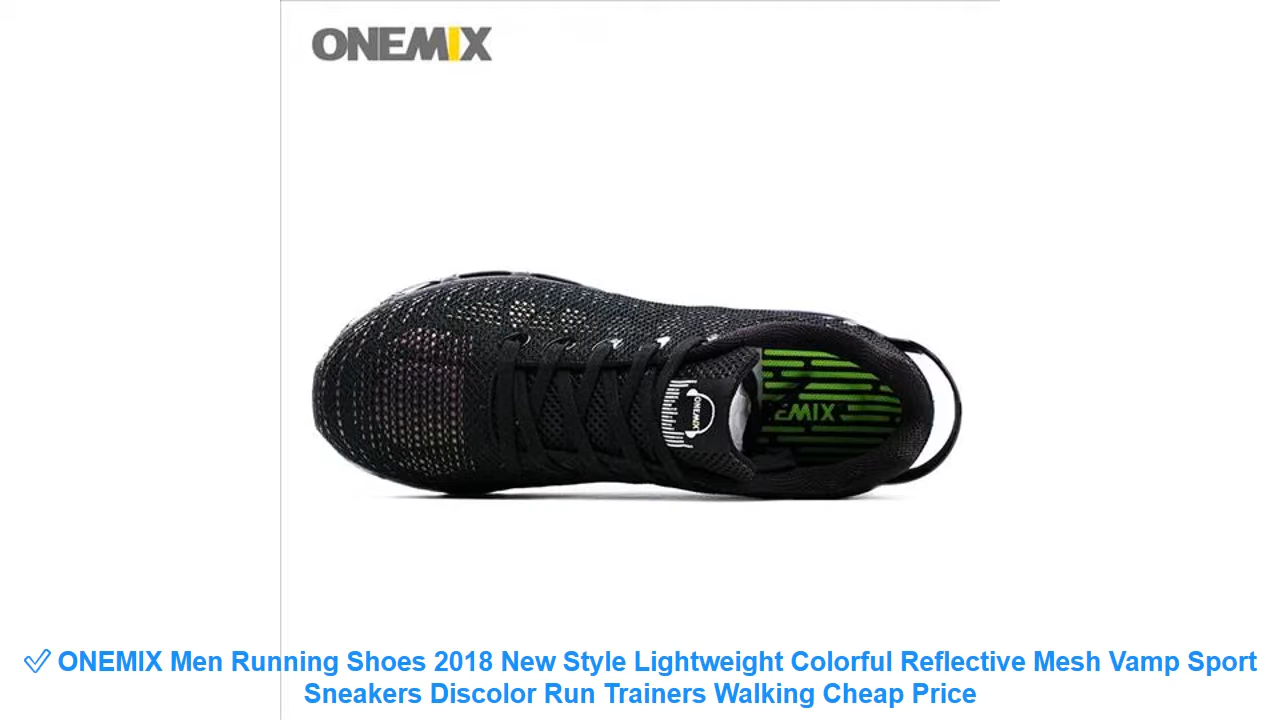 ONEMIX
ONEMIX
EMIX
✅ ONEMIX Men Running Shoes 2018 New Style Lightweight Colorful Reflective Mesh Vamp Sport
Sneakers Discolor Run Trainers Walking Cheap Price